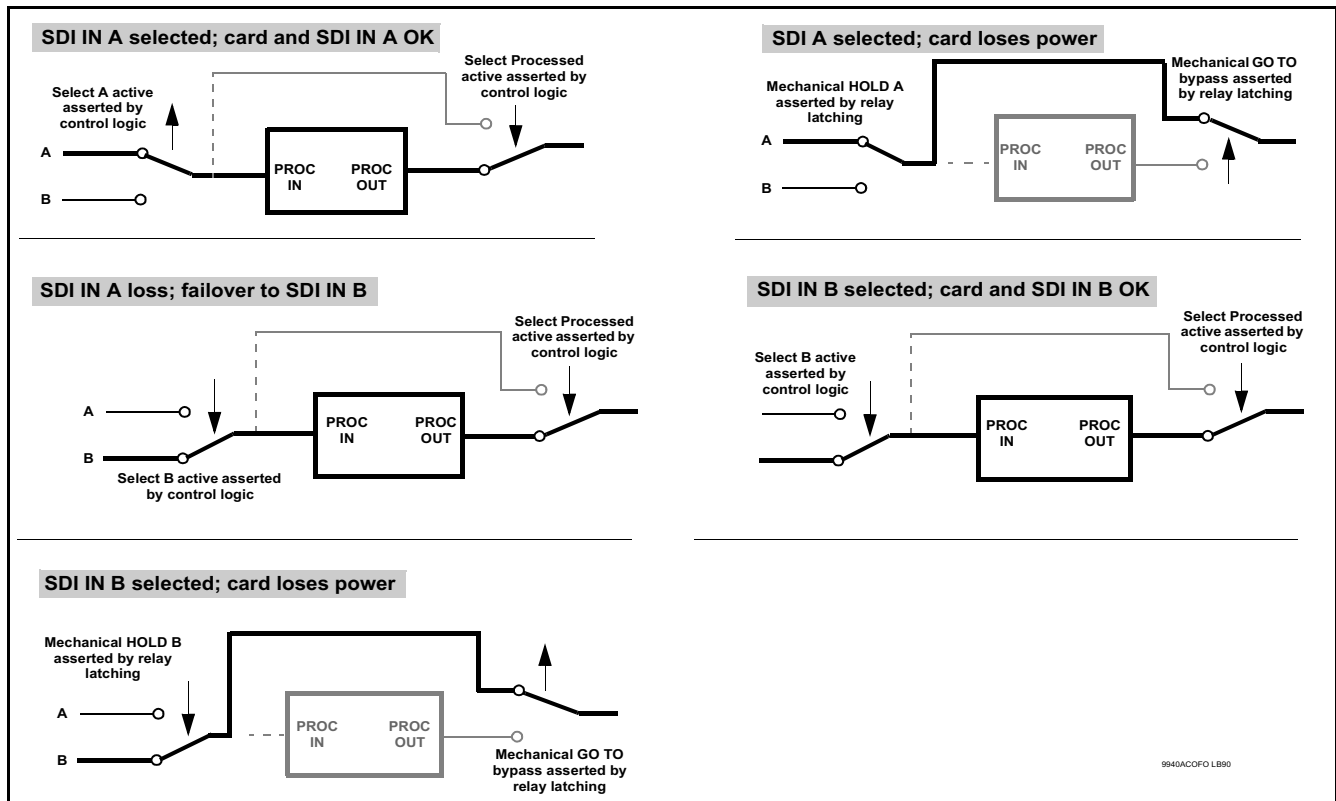 SDI IN A selected; card and SDI IN A OK
Select A active
asserted by
control logic
Select Processed
active asserted by
control logic
A
B
PROC
IN
PROC
OUT
SDI A selected; card loses power
Mechanical HOLD A
asserted by relay
latching
Mechanical GO TO
bypass asserted
by relay latching
A
B
PROC
IN
PROC
OUT
SDI IN A loss; failover to SDI IN B
Select Processed
active asserted by
control logic
A
B
PROC
IN
PROC
OUT
Select B active asserted
by control logic
SDI IN B selected; card and SDI IN B OK
Select B active
asserted by
control logic
Select Processed
active asserted by
control logic
PROC
IN
PROC
OUT
SDI IN B selected; card loses power
Mechanical HOLD B
asserted by relay
latching
A
B
PROC
IN
PROC
OUT
Mechanical GO TO
bypass asserted by
relay latching
9940ACOFO LB90